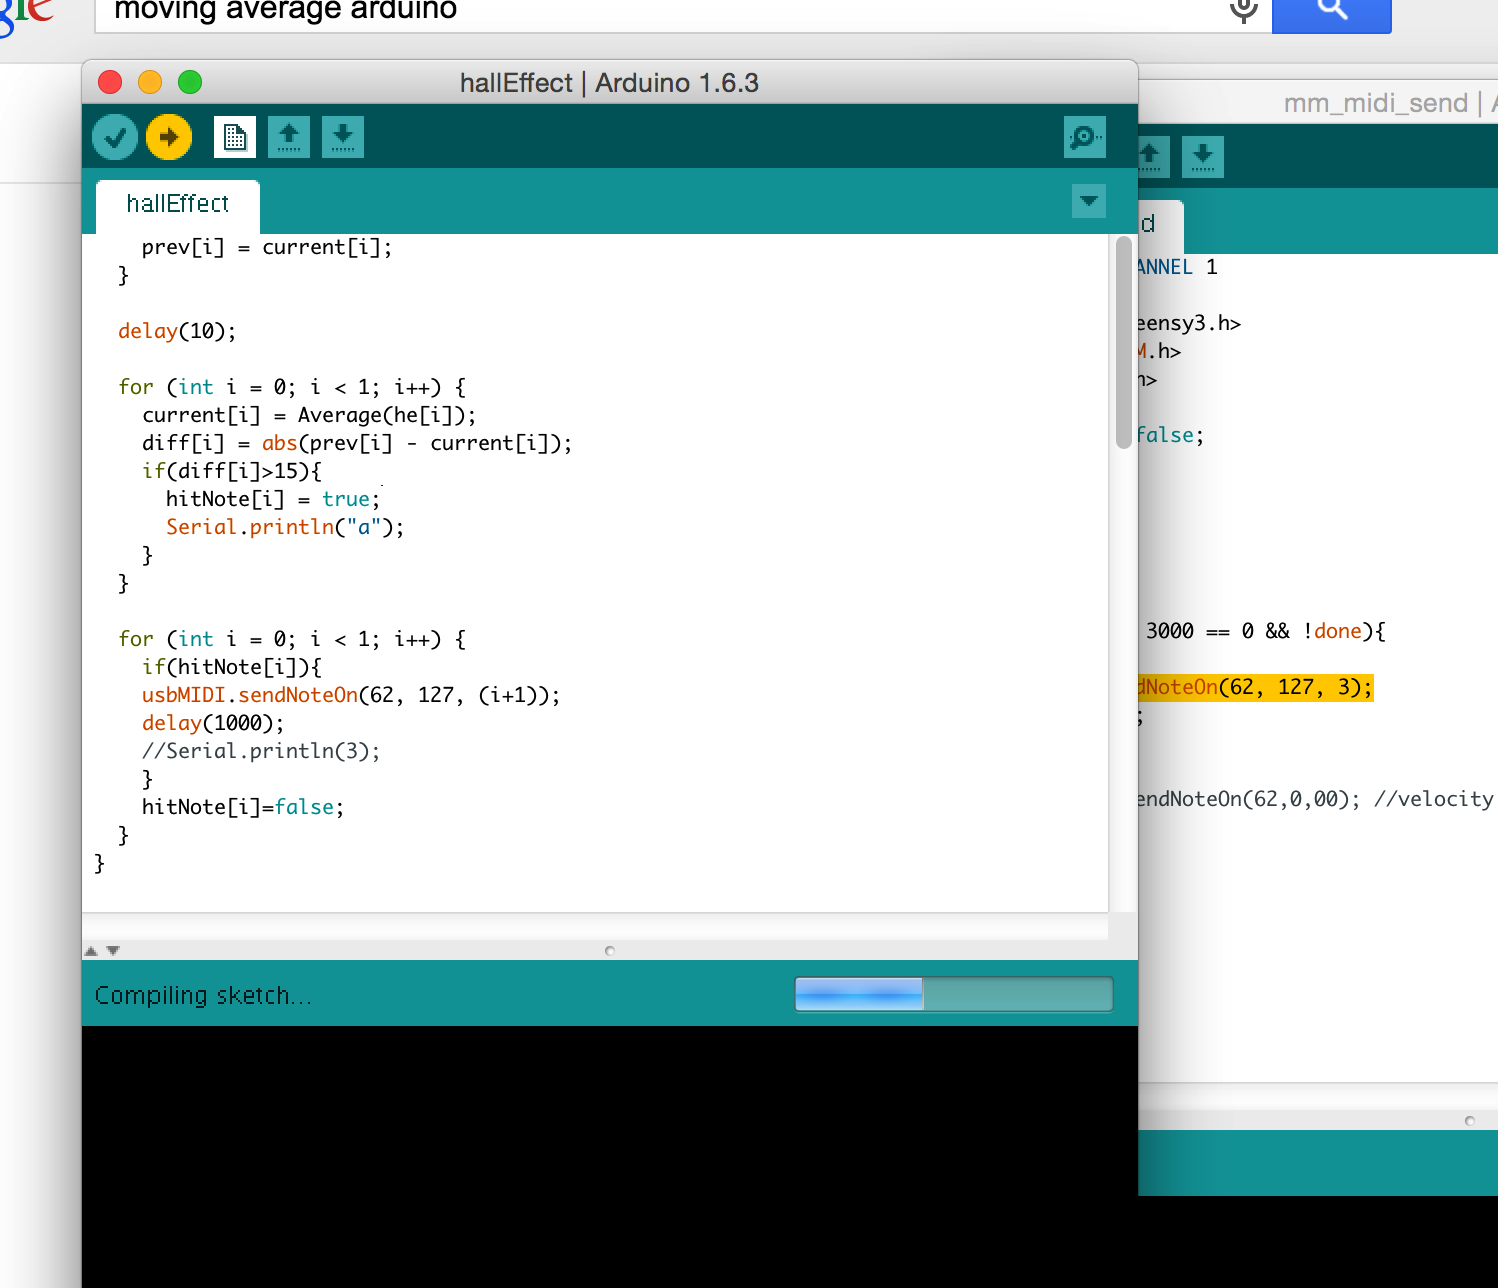 moving average arduino
hallEffect | Arduino 1.6.3
mm_midi_send |
hallEffect
prev[i] = current[i];
}
delay(10);
for (int i = 0; i < 1; i++) {
current[i] = Average(he[i]);
diff[i] = abs(prev[i] - current[i]);
if(diff[i]>15){
hitNote[i] = true;
Serial.println("a");
}
}
for (int i = 0; i < 1; i++) {
if(hitNote[i]){
usbMIDI.sendNoteOn(62, 127, (i+1));
delay(1000);
//Serial.println(3);
}
hitNote[i]=false;
}
}
Compiling sketch...
d
ANNEL 1
eensy3.h>
M.h>
h>
false;
3000 == 0 && !done){
dNoteOn(62, 127, 3);
;
endNoteOn(62,0,00); //velocity